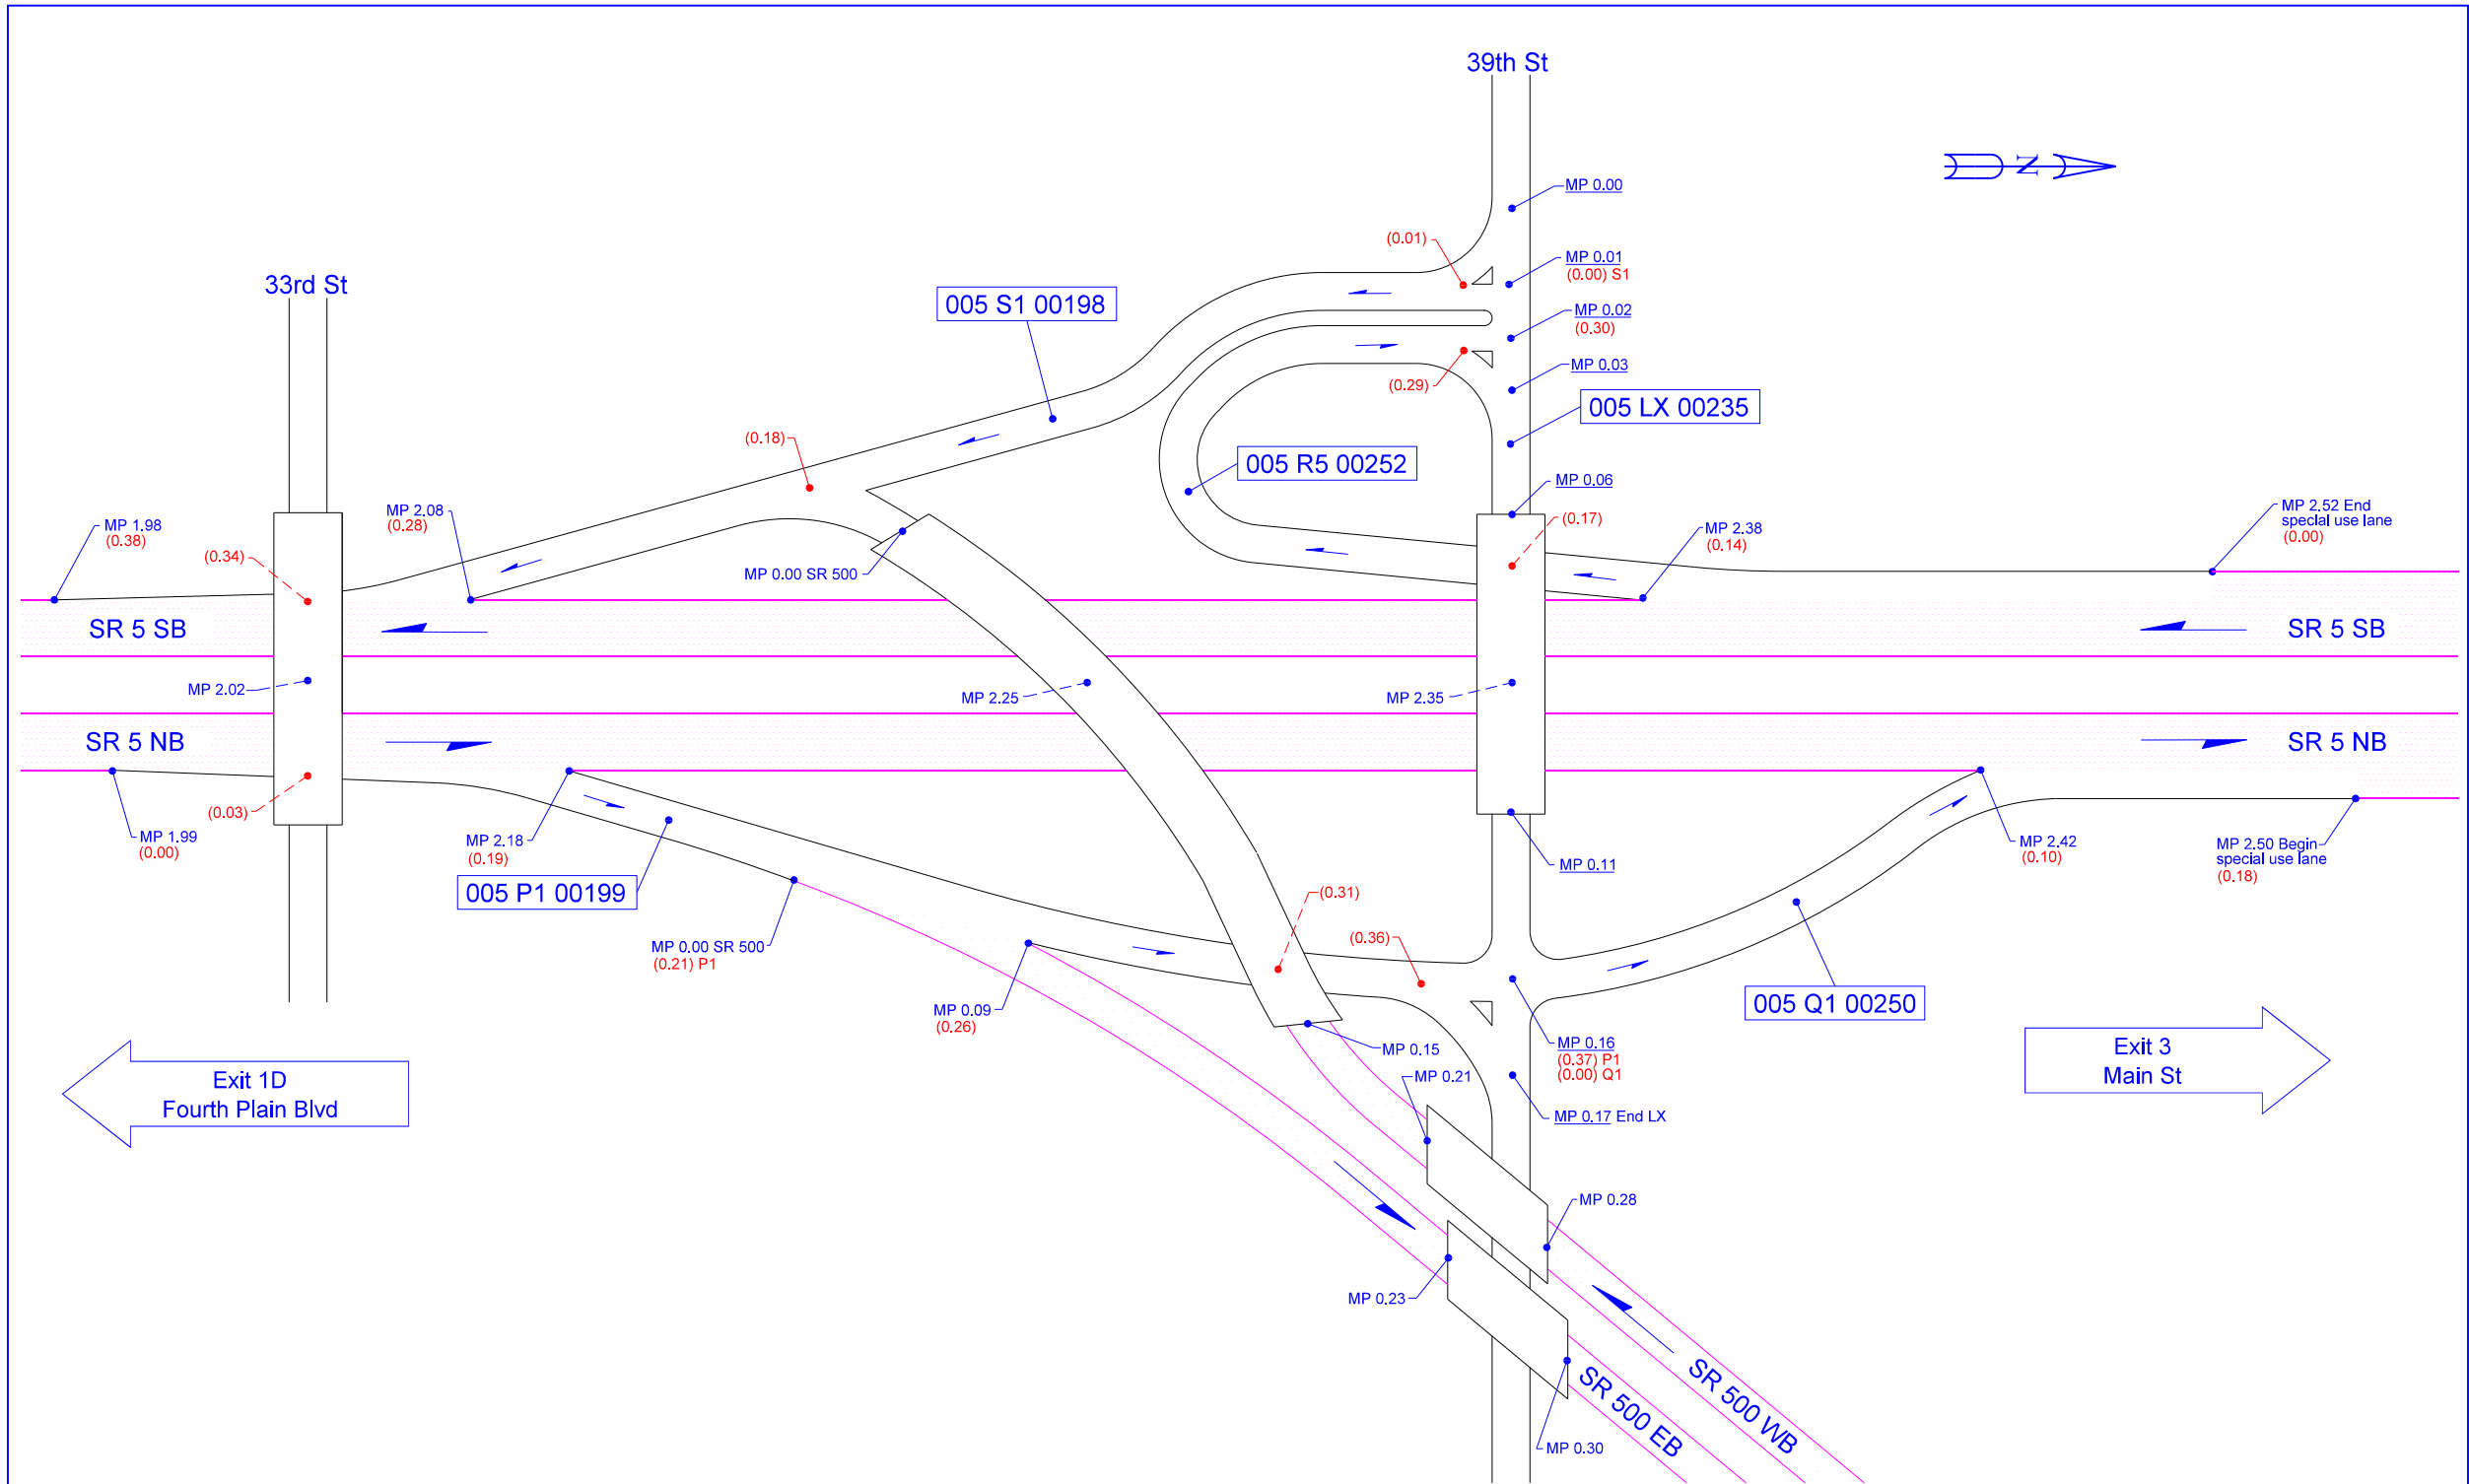 39th St
N
MP 0.00
(0.01)
MP 0.01
(0.00) S1
33rd St
005 S1 00198
MP 0.02
(0.30)
MP 0.03
(0.29)
005 LX 00235
(0.18)
005 R5 00252
MP 0.06
MP 1.98
(0.38)
MP 2.08
(0.28)
(0.34)
(0.17)
MP 2.38
(0.14)
MP 2.52 End
special use lane
(0.00)
MP 0.00 SR 500
SR 5 SB
SR 5 SB
MP 2.02
MP 2.25
MP 2.35
SR 5 NB
SR 5 NB
(0.03)
MP 1.99
(0.00)
MP 2.18
(0.19)
MP 2.42
(0.10)
MP 2.50 Begin
special use lane
(0.18)
MP 0.11
005 P1 00199
(0.31)
MP 0.00 SR 500
(0.21) P1
(0.36)
MP 0.09
(0.26)
005 Q1 00250
MP 0.15
MP 0.16
(0.37) P1
(0.00) Q1
Exit 1D
Fourth Plain Blvd
Exit 3
Main St
MP 0.21
MP 0.17 End LX
MP 0.28
MP 0.23
MP 0.30
SR 500 EB
SR 500 WB